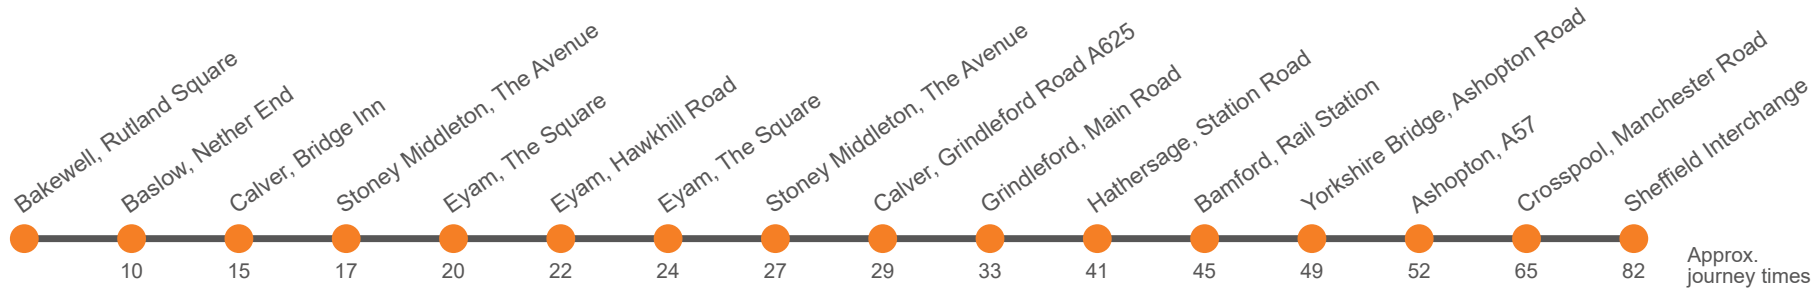 Bakewell, Rutland Square
Baslow, Nether End
Calver, Bridge Inn
Stoney Middleton, The Avenue
Eyam, The Square
Eyam, Hawkhill Road
Eyam, The Square
Stoney Middleton, The Avenue
Calver, Grindleford Road A625
Grindleford, Main Road
Hathersage, Station Road
Bamford, Rail Station
Yorkshire Bridge, Ashopton Road
Ashopton, A57
Crosspool, Manchester Road
Sheffield Interchange
10 15 17 20 22 24 27 29 33 41 45 49 52 65 82
Approx.
journey times